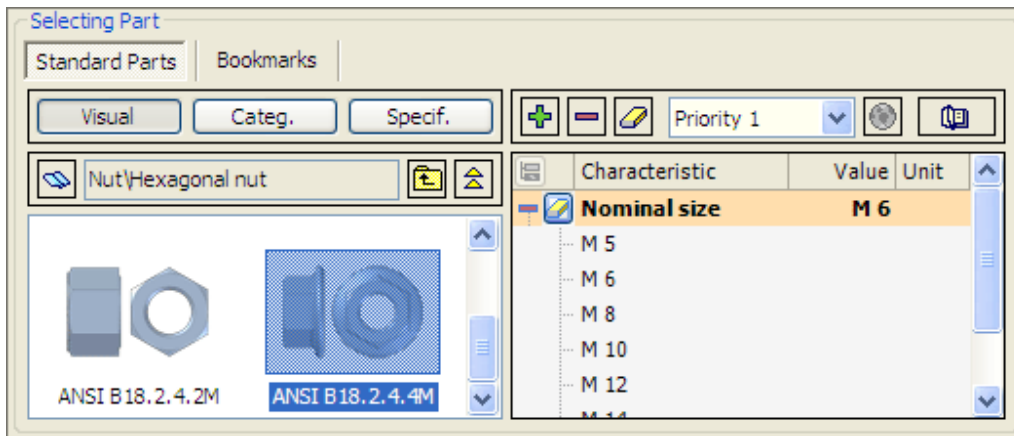 Selecting Part
Standard Parts Bookmarks
Visual Categ. Specif.
Priority 1
Nut\Hexagonal nut
Characteristic Value Unit
Nominal size M 6
M 5
M 6
M 8
M 10
M 12
ANSI B18.2.4.2M ANSI B18.2.4.4M